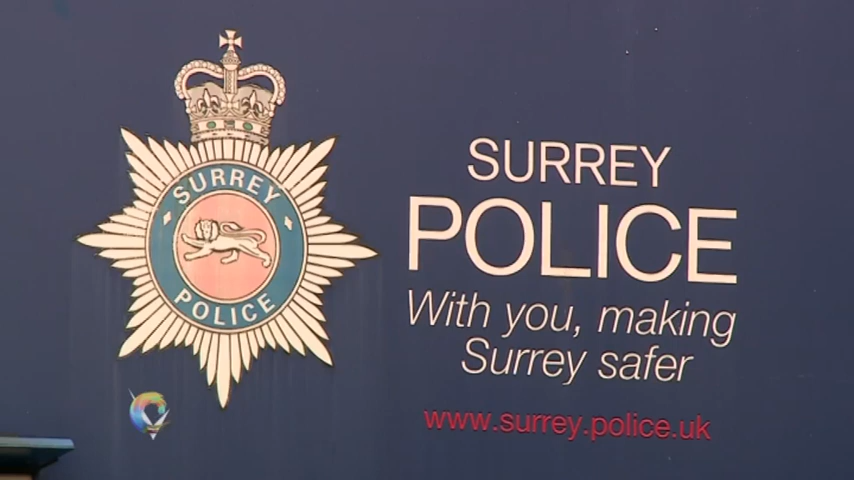 SURREY
POLICE
SURREY
POLICE
With you, making
Surrey safer
www.surrey.police.uk